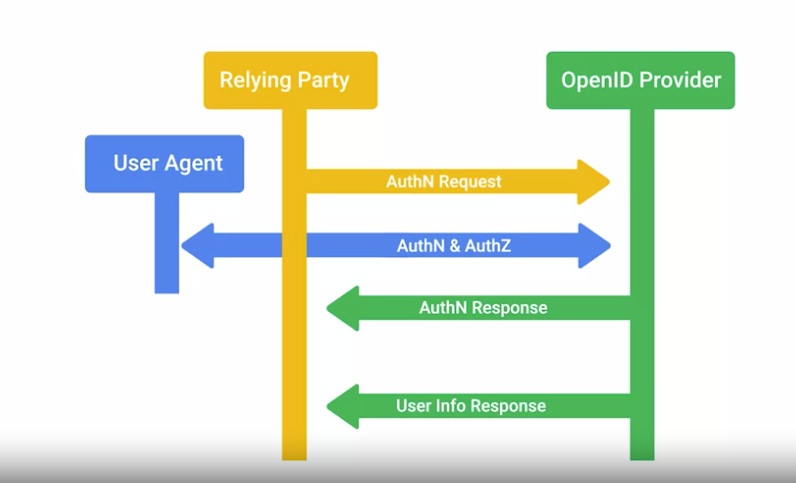 Relying Party
OpenID Provider
User Agent
AuthN Request
AuthN & AuthZ
AuthN Response
User Info Response